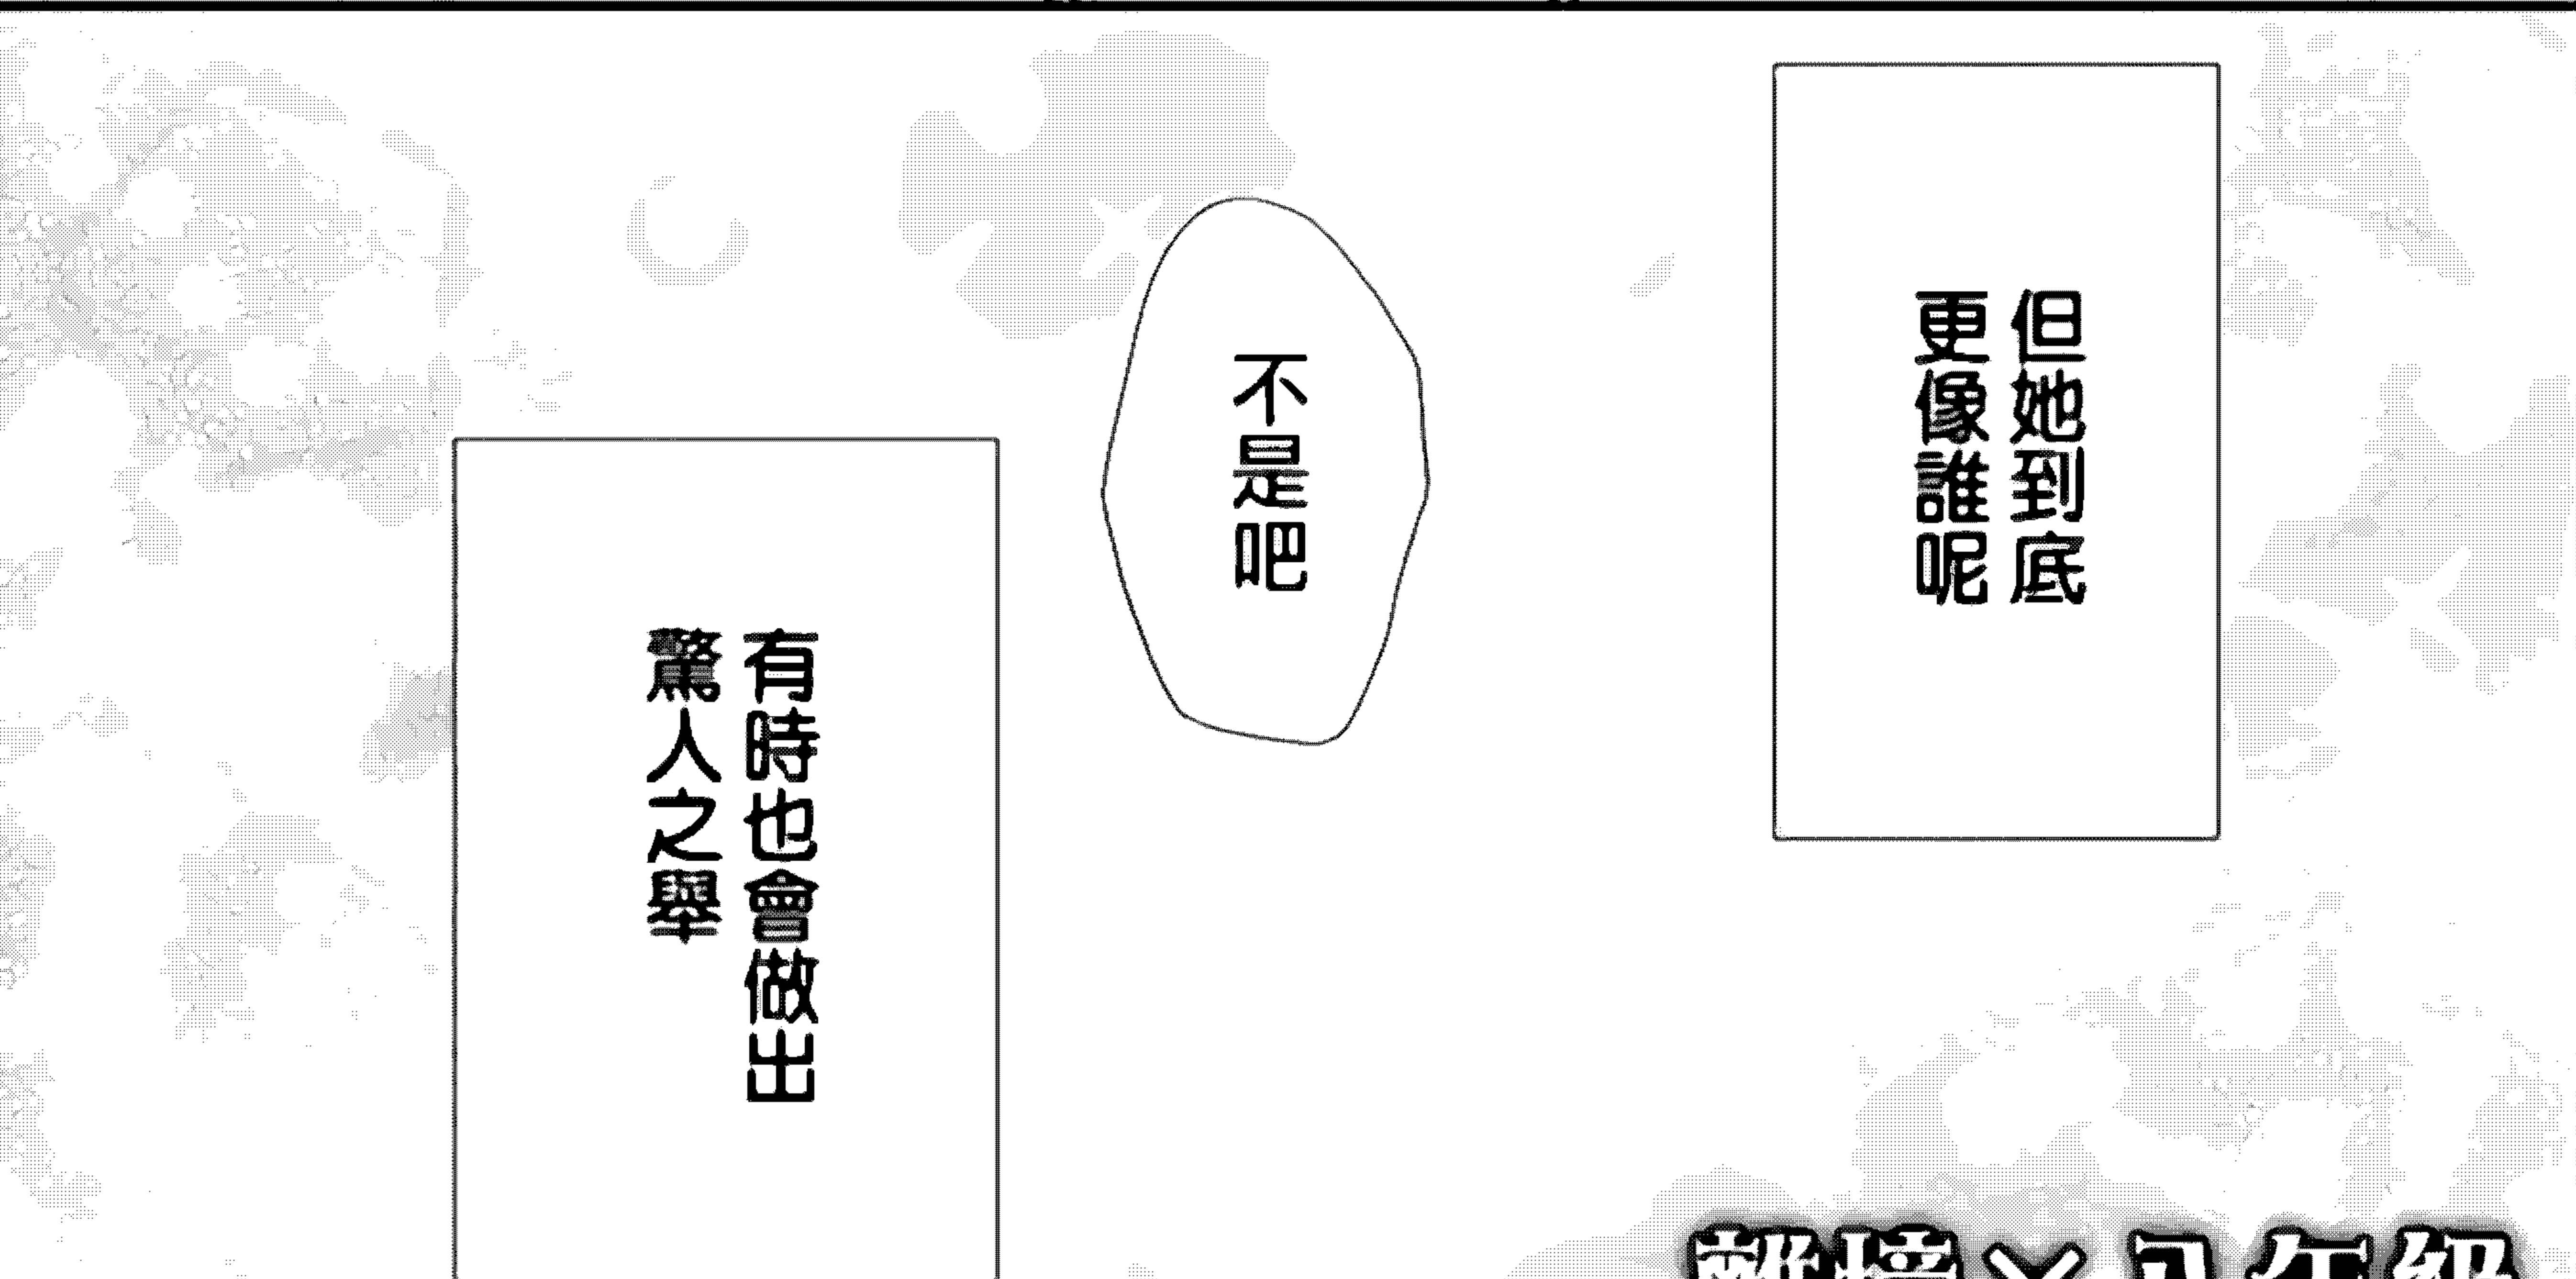 但她到底
更像誰呢
不是吧
有時也會做出
驚人之舉